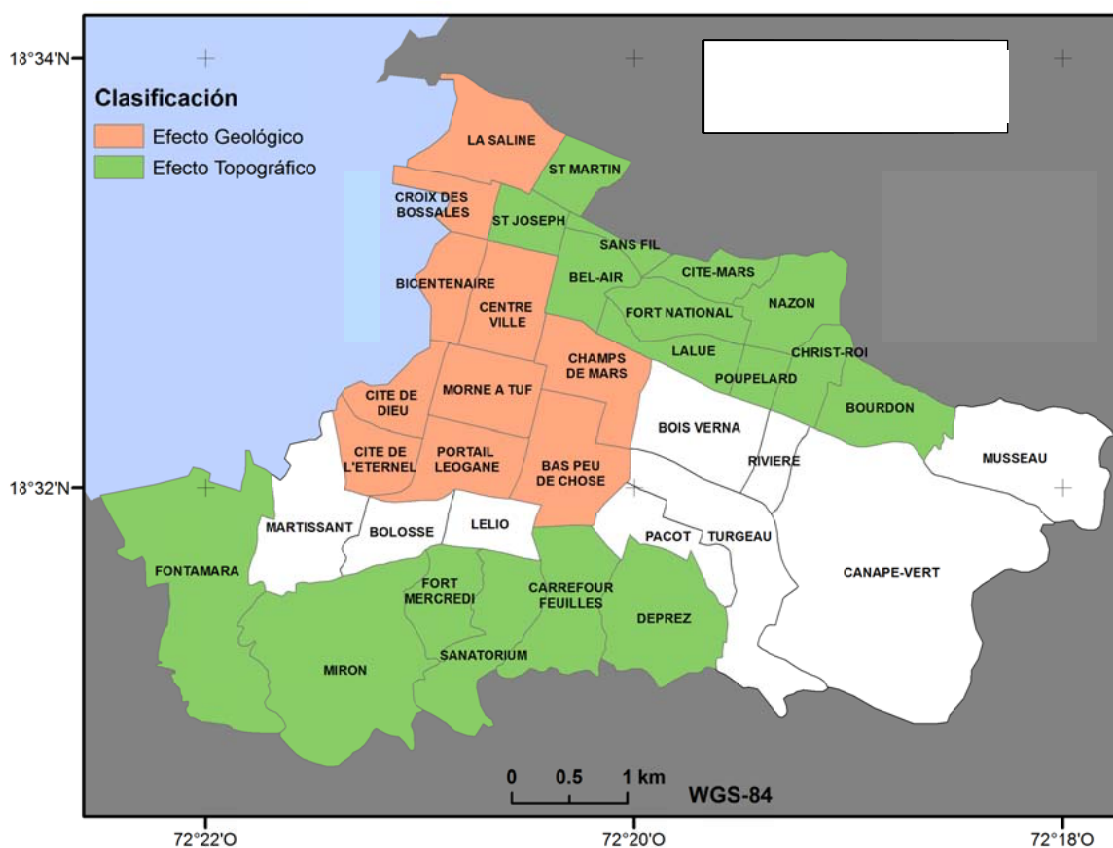 18°34'N
Clasificación
Efecto Geológico
Efecto Topográfico
LA SALINE
ST MARTIN
CROIX DES
BOSSALES
ST JOSEPH
SANS FIL
BEL-AIR
CITE-MARS
BICENTENAIRE
NAZON
CENTRE
VILLE
FORT NATIONAL
LALUE
CHRIST-ROI
CHAMPS
DE MARS
POUPELARD
CITE DE
DIEU
MORNE A TUF
BOURDON
BOIS VERNA
CITE DE
L'ETERNEL
PORTAIL
LEOGANE
BAS PEU
DE CHOSE
RIVIERE
MUSSEAU
18°32'N
MARTISSANT
BOLOSSE
LELIO
PACOT
TURGEAU
FONTAMARA
CANAPE-VERT
FORT
MERCREDI
CARREFOUR
FEUILLES
DEPREZ
SANATORIUM
MIRON
0 0.5 1 km
WGS-84
72°22'O
72°20'O
72°18'O